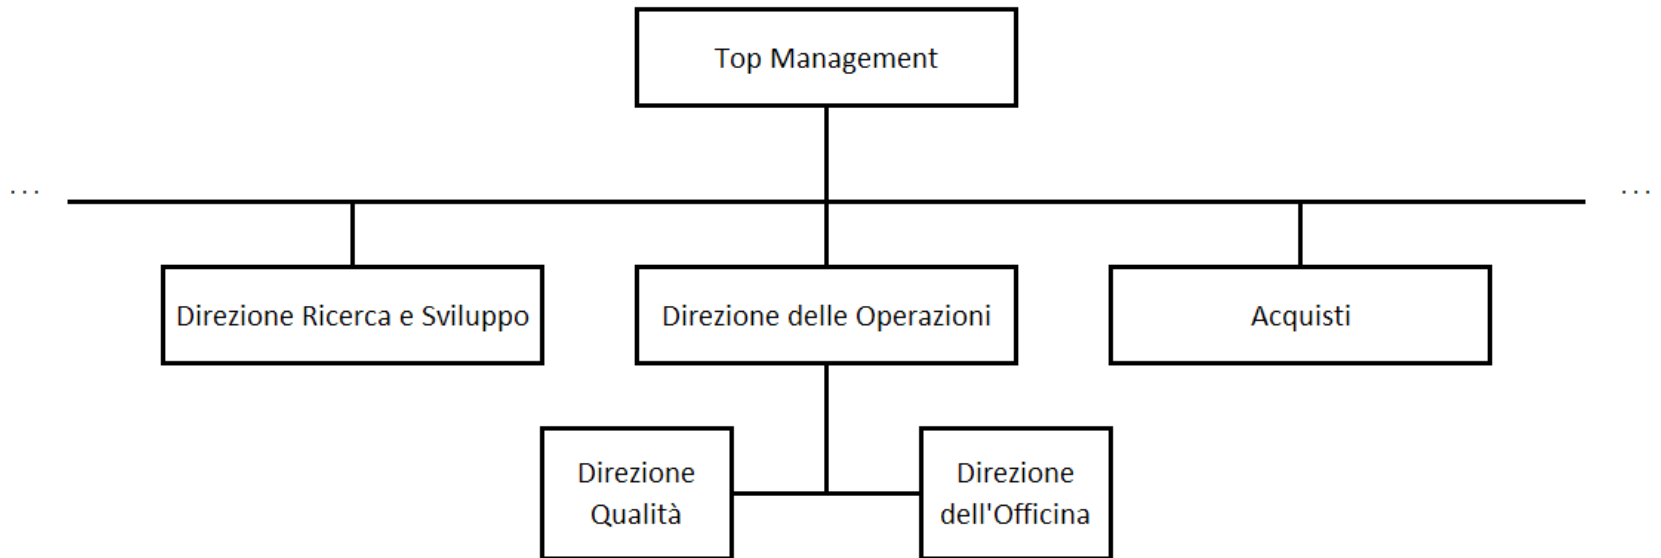 Top Management
... ...
Direzione Ricerca e Sviluppo
Direzione delle Operazioni
Acquisti
Direzione
Qualità
Direzione
dell'Officina